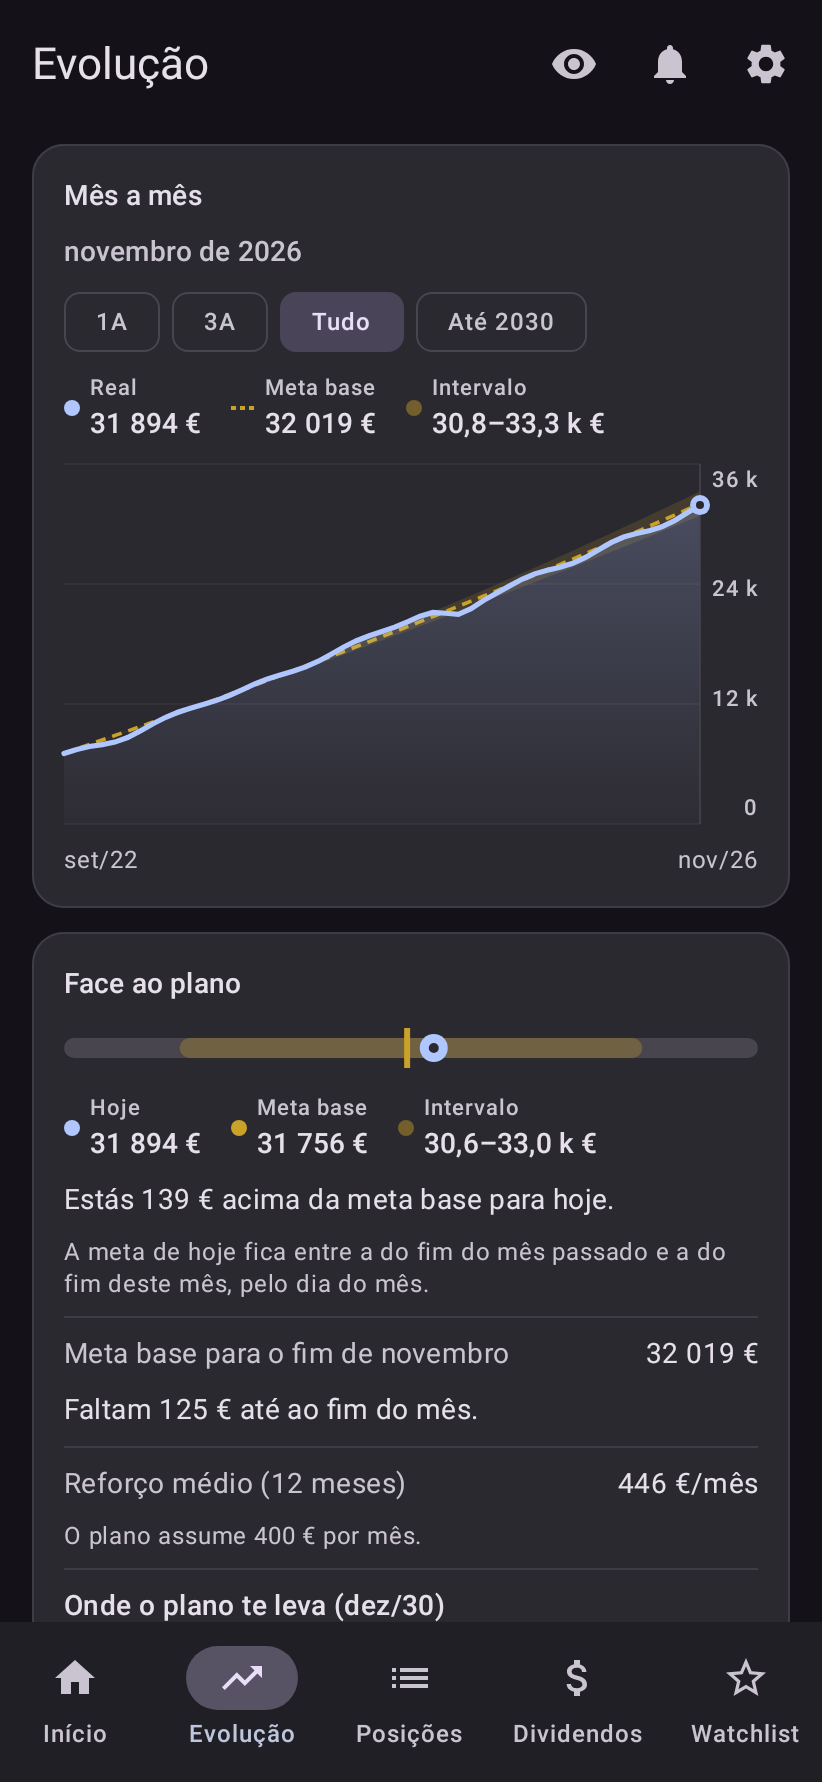 Evolução
Mês a mês
novembro de 2026
1A
3A
Tudo
Até 2030
Real
31 894 €
Meta base
32 019 €
Intervalo
30,8–33,3 k €
36 k
24 k
12 k
0
set/22
nov/26
Face ao plano
Hoje
31 894 €
Meta base
31 756 €
Intervalo
30,6–33,0 k €
Estás 139 € acima da meta base para hoje.
A meta de hoje fica entre a do fim do mês passado e a do
fim deste mês, pelo dia do mês.
Meta base para o fim de novembro
32 019 €
Faltam 125 € até ao fim do mês.
Reforço médio (12 meses)
446 €/mês
O plano assume 400 € por mês.
Onde o plano te leva (dez/30)
Início
Evolução
Posições
Dividendos
Watchlist